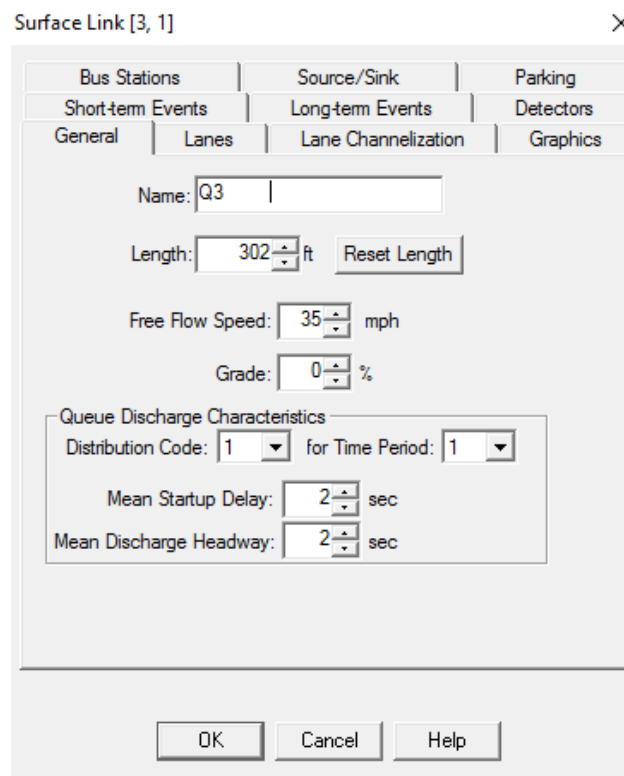 Surface Link [3, 1]
Bus Stations Source/Sink Parking
Short-term Events Long-term Events Detectors
General Lanes Lane Channelization Graphics
Name: Q3
Length: 302 ft Reset Length
Free Flow Speed: 35 mph
Grade: 0 %
Queue Discharge Characteristics
Distribution Code: 1 for Time Period: 1
Mean Startup Delay: 2 sec
Mean Discharge Headway: 2 sec
OK Cancel Help